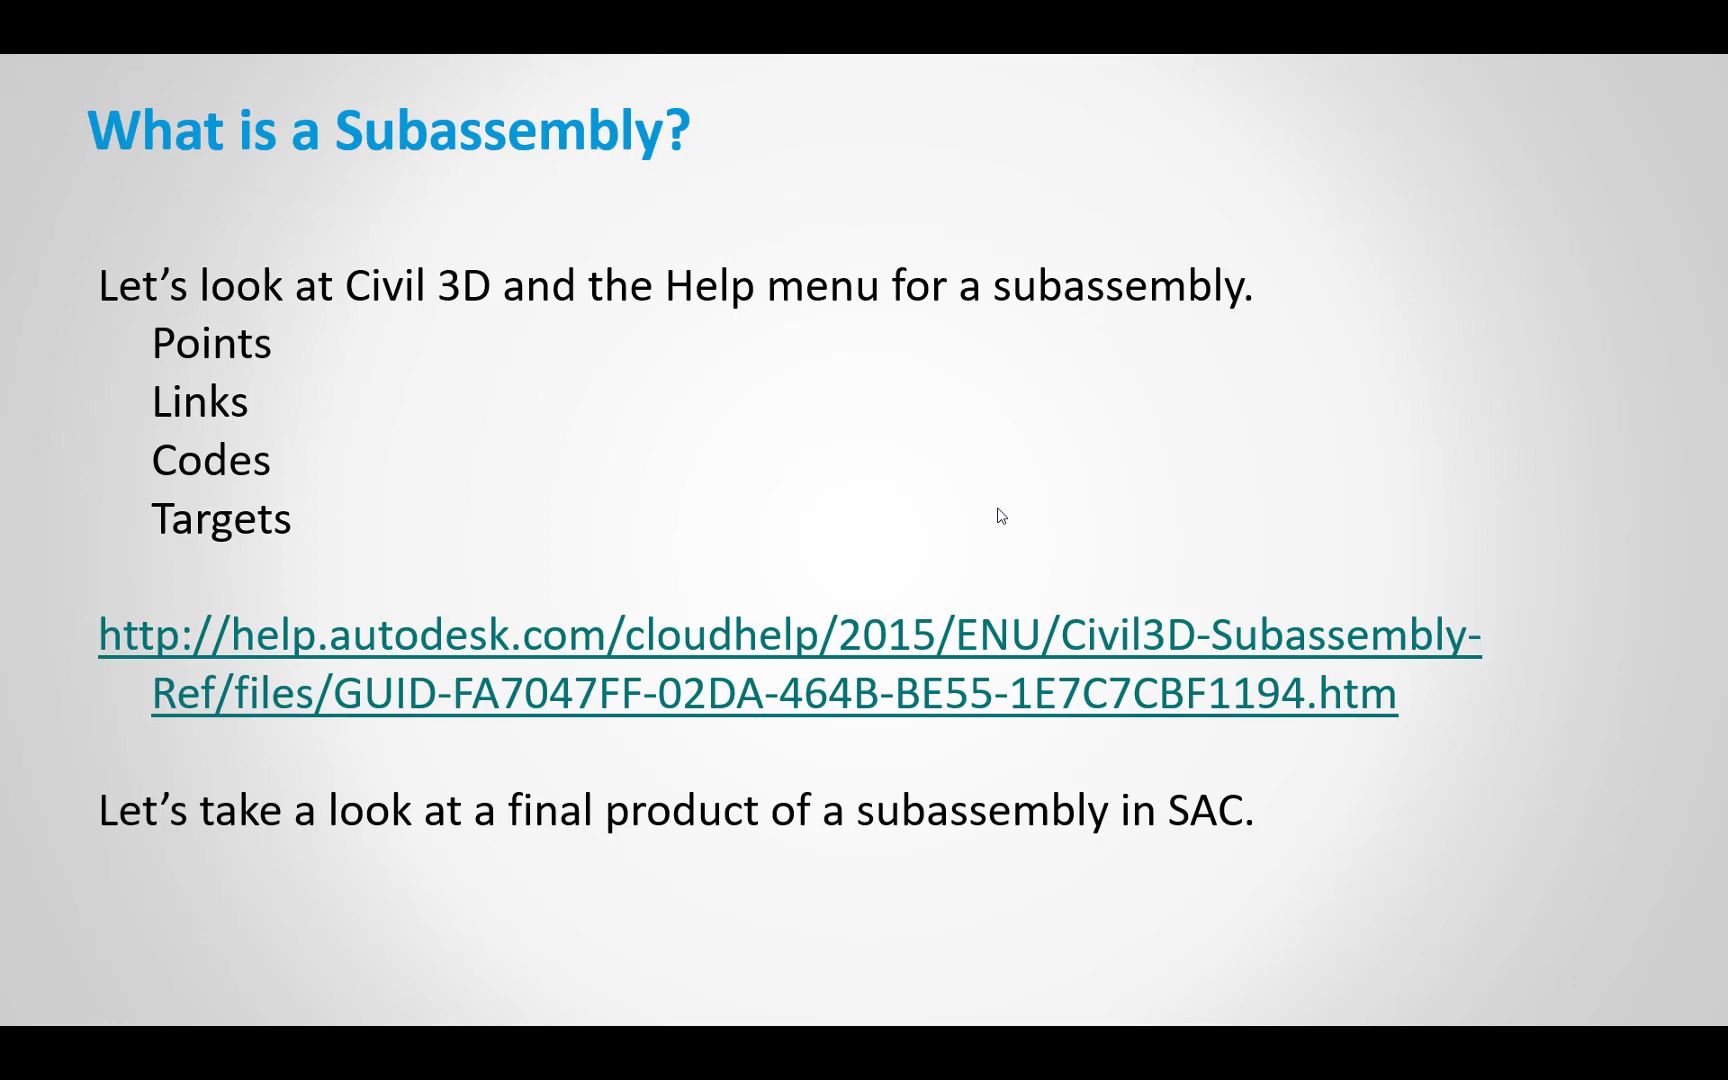 What is a Subassembly?
Let’s look at Civil 3D and the Help menu for a subassembly.
Points
Links
Codes
Targets
http://help.autodesk.com/cloudhelp/2015/ENU/Civil3D-Subassembly-
Ref/files/GUID-FA7047FF-02DA-464B-BE55-1E7C7CBF1194.htm
Let’s take a look at a final product of a subassembly in SAC.